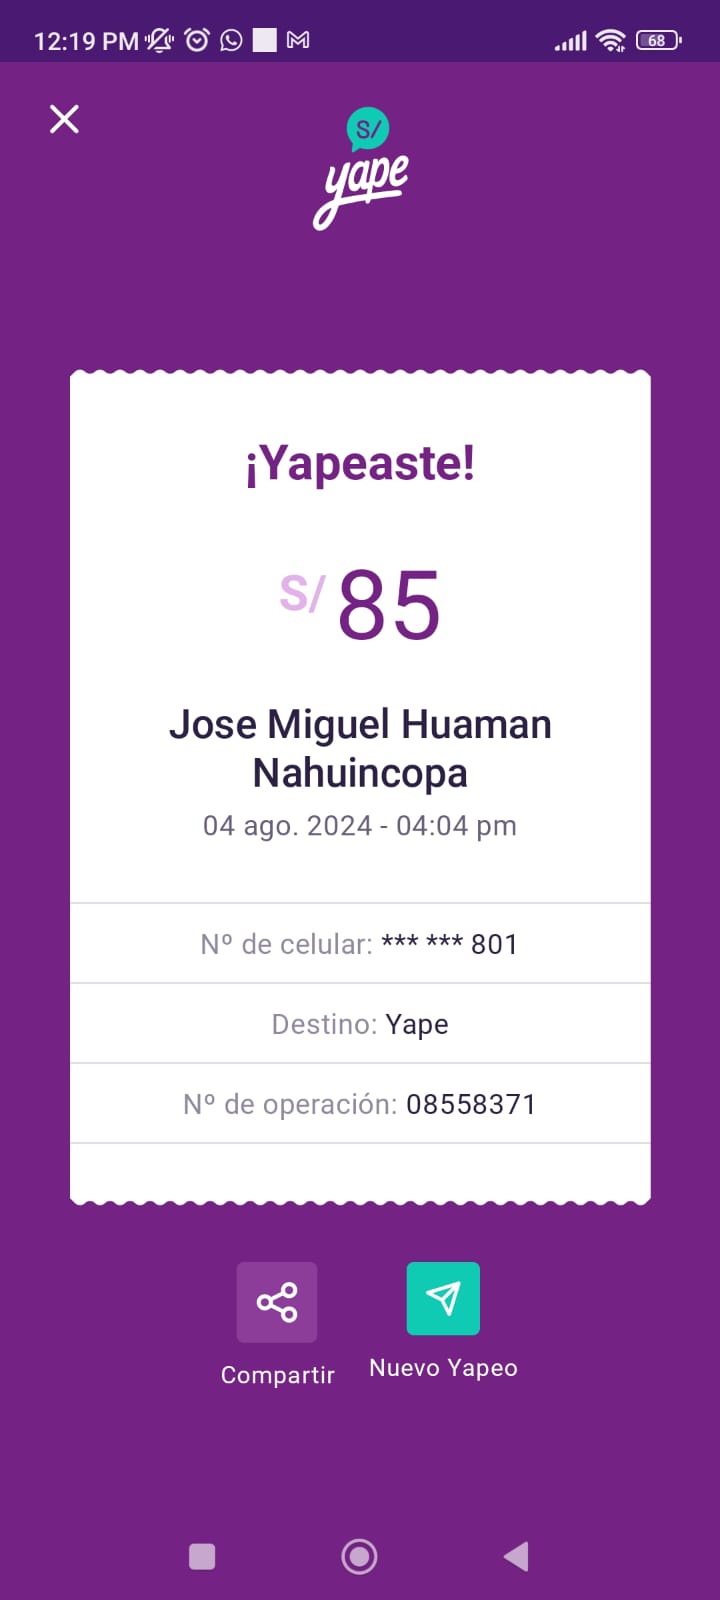 12:19 PM
68
S/
yape
¡Yapeaste!
S/ 85
Jose Miguel Huaman
Nahuincopa
04 ago. 2024 - 04:04 pm
Nº de celular: *** *** 801
Destino: Yape
Nº de operación: 08558371
Compartir
Nuevo Yapeo